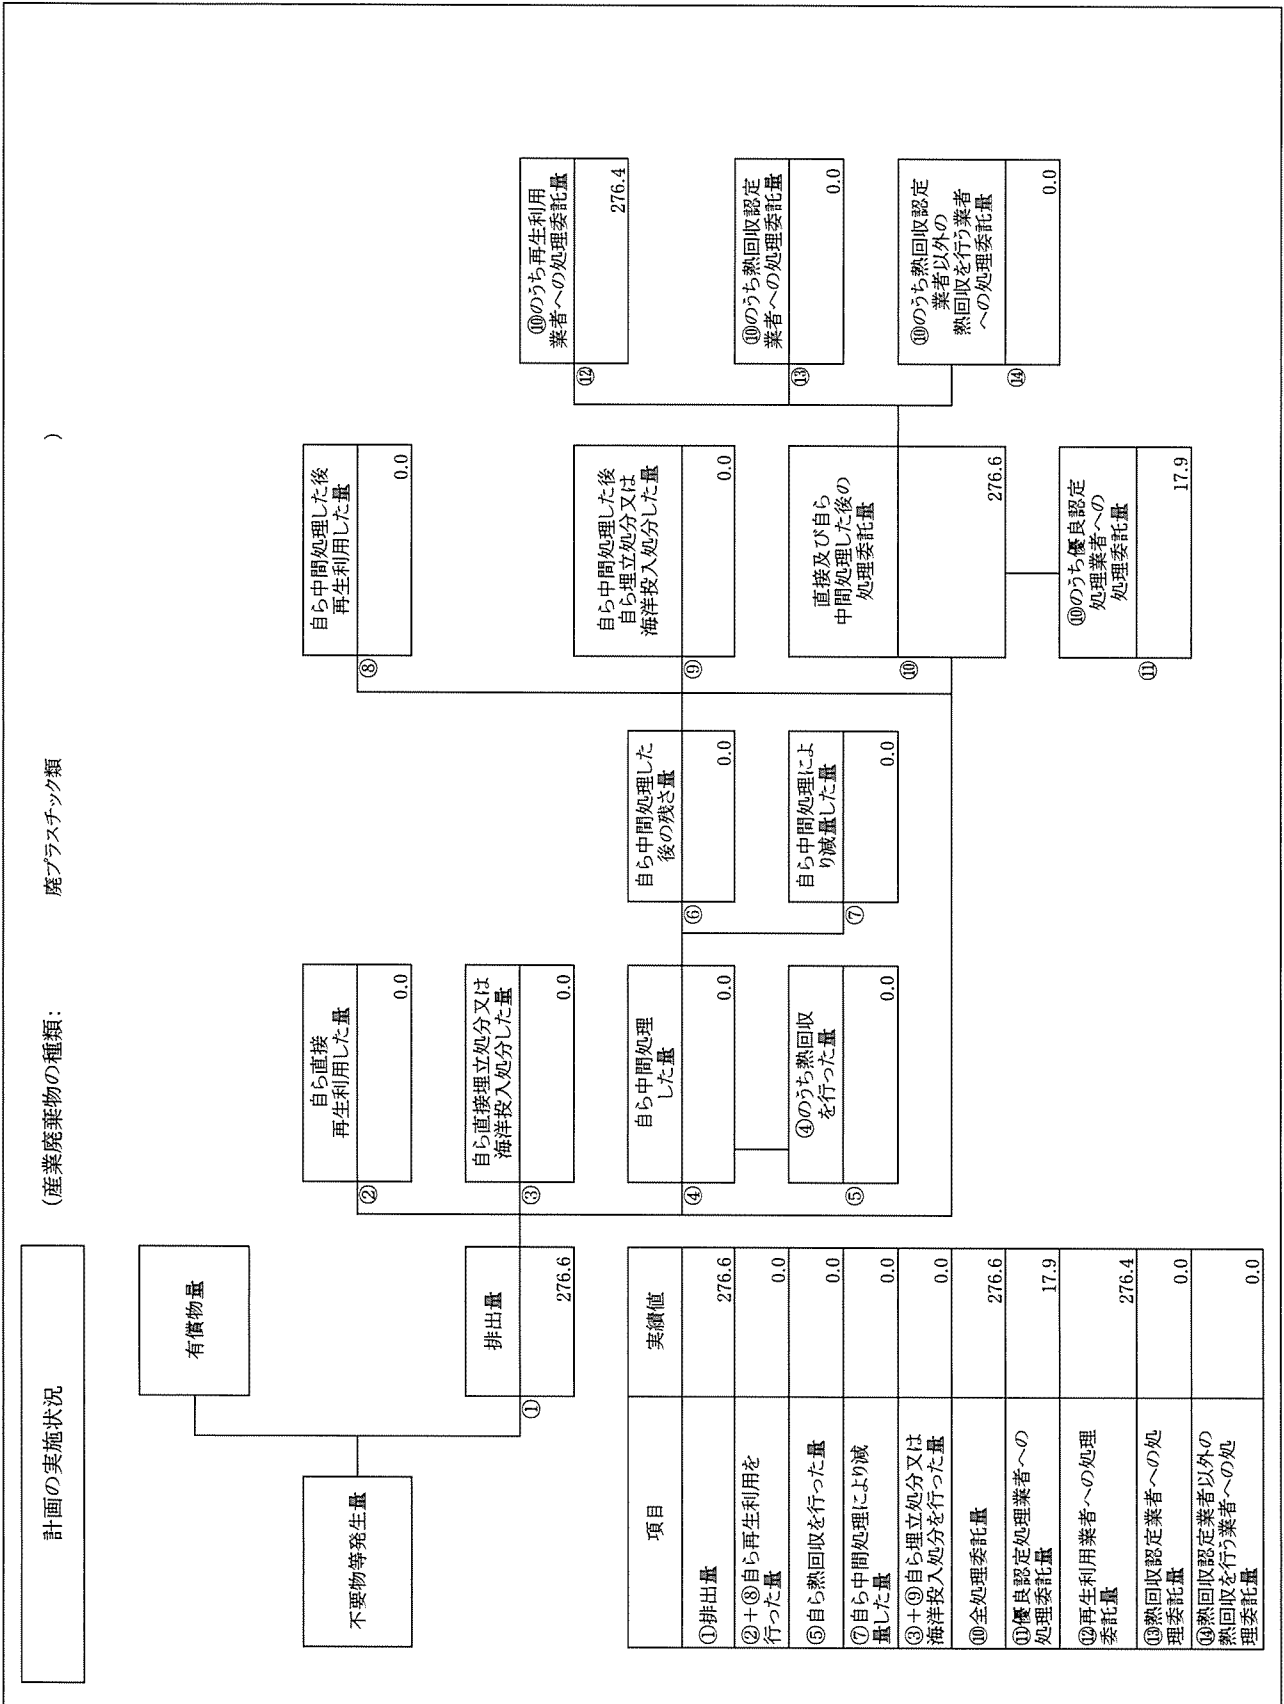 計画の実施状況
(産業廃棄物の種類:
廃プラスチック類
)
不要物等発生量
有償物量
排出量
①
276.6
自ら直接
再生利用した量
②
0.0
自ら直接埋立処分又は
海洋投入処分した量
③
0.0
自ら中間処理
した量
④
0.0
④のうち熱回収
を行った量
⑤
0.0
自ら中間処理した
後の残さ量
⑥
0.0
自ら中間処理によ
り減量した量
⑦
0.0
自ら中間処理した後
再生利用した量
⑧
0.0
自ら中間処理した後
自ら埋立処分又は
海洋投入処分した量
⑨
0.0
直接及び自ら
中間処理した後の
処理委託量
⑩
276.6
⑩のうち優良認定
処理業者への
処理委託量
⑪
17.9
⑩のうち再生利用
業者への処理委託量
⑫
276.4
⑩のうち熱回収認定
業者への処理委託量
⑬
0.0
⑩のうち熱回収認定
業者以外の
熱回収を行う業者
への処理委託量
⑭
0.0
項目
実績値
①排出量
276.6
②+⑧自ら再生利用を
行った量
0.0
⑤自ら熱回収を行った量
0.0
⑦自ら中間処理により減
量した量
0.0
③+⑨自ら埋立処分又は
海洋投入処分を行った量
0.0
⑩全処理委託量
276.6
⑪優良認定処理業者への
処理委託量
17.9
⑫再生利用業者への処理
委託量
276.4
⑬熱回収認定業者への処
理委託量
0.0
⑭熱回収認定業者以外の
熱回収を行う業者への処
理委託量
0.0